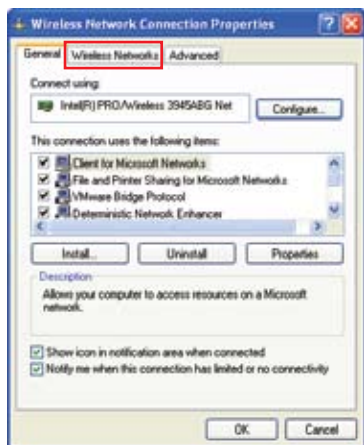 Wireless Network Connection Properties
General Wireless Networks Advanced
Connect using:
Intel(R) PRO/Wireless 3945ABG Net Configure...
This connection uses the following items:
Client for Microsoft Networks
File and Printer Sharing for Microsoft Networks
VMware Bridge Protocol
Deterministic Network Enhancer
Install... Uninstall Properties
Description
Allows your computer to access resources on a Microsoft
network.
Show icon in notification area when connected
Notify me when this connection has limited or no connectivity
OK Cancel